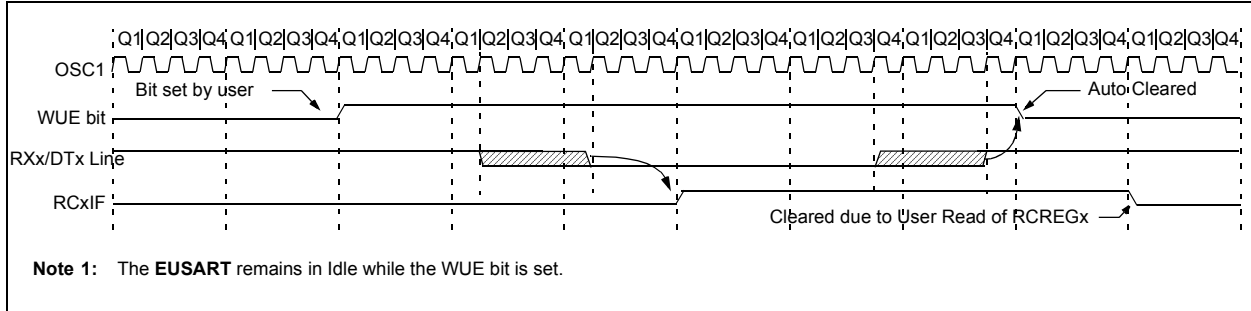 Q1 Q2 Q3 Q4 Q1 Q2 Q3 Q4 Q1 Q2 Q3 Q4 Q1 Q2 Q3 Q4 Q1 Q2 Q3 Q4 Q1 Q2 Q3 Q4 Q1 Q2 Q3 Q4 Q1 Q2 Q3 Q4 Q1 Q2 Q3 Q4 Q1 Q2 Q3 Q4
OSC1
Bit set by user
Auto Cleared
WUE bit
RXx/DTx Line
RCxIF
Cleared due to User Read of RCREGx
Note 1: The EUSART remains in Idle while the WUE bit is set.